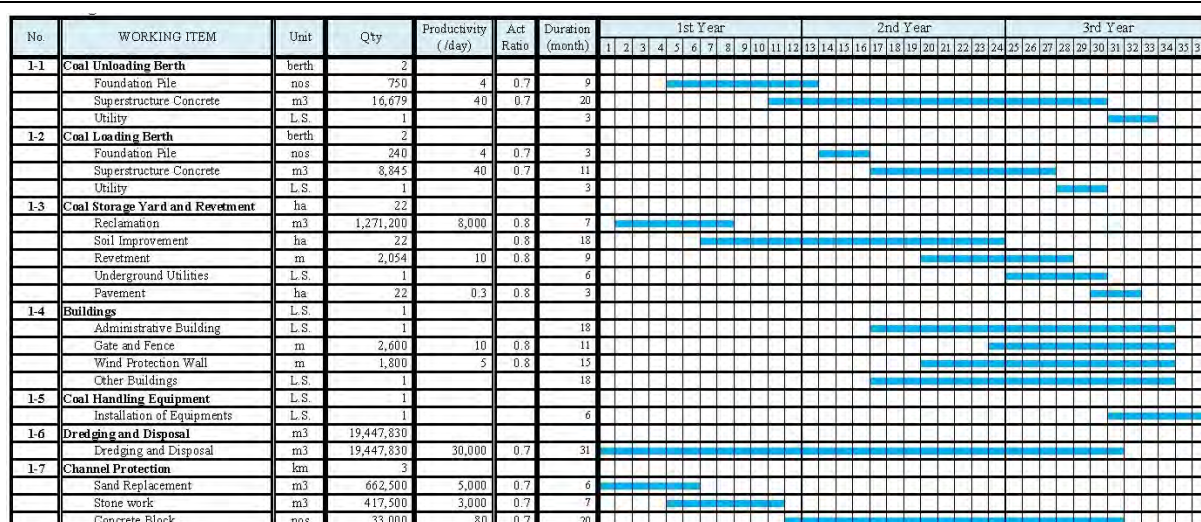 No. WORKING ITEM Unit Q'ty Productivity (/day) Act Ratio Duration (month) 1st Year 2nd Year 3rd Year
1 2 3 4 5 6 7 8 9 10 11 12 13 14 15 16 17 18 19 20 21 22 23 24 25 26 27 28 29 30 31 32 33 34 35
1-1 Coal Unloading Berth berth 2
Foundation Pile nos 750 4 0.7 9
Superstructure Concrete m3 16,679 40 0.7 20
Utility L.S. 1 3
1-2 Coal Loading Berth berth 2
Foundation Pile nos 240 4 0.7 3
Superstructure Concrete m3 8,845 40 0.7 11
Utility L.S. 1 3
1-3 Coal Storage Yard and Revetment ha 22
Reclamation m3 1,271,200 8,000 0.8 7
Soil Improvement ha 22 0.8 18
Revetment m 2,054 10 0.8 9
Underground Utilities L.S. 1 6
Pavement ha 22 0.3 0.8 3
1-4 Buildings L.S. 1
Administrative Building L.S. 1 18
Gate and Fence m 2,600 10 0.8 11
Wind Protection Wall m 1,800 5 0.8 15
Other Buildings L.S. 1 18
1-5 Coal Handling Equipment L.S. 1
Installation of Equipments L.S. 1 6
1-6 Dredging and Disposal m3 19,447,830
Dredging and Disposal m3 19,447,830 30,000 0.7 31
1-7 Channel Protection km 3
Sand Replacement m3 662,500 5,000 0.7 6
Stone work m3 417,500 3,000 0.7 7
Concrete Block nos 33,000 80 0.7 20